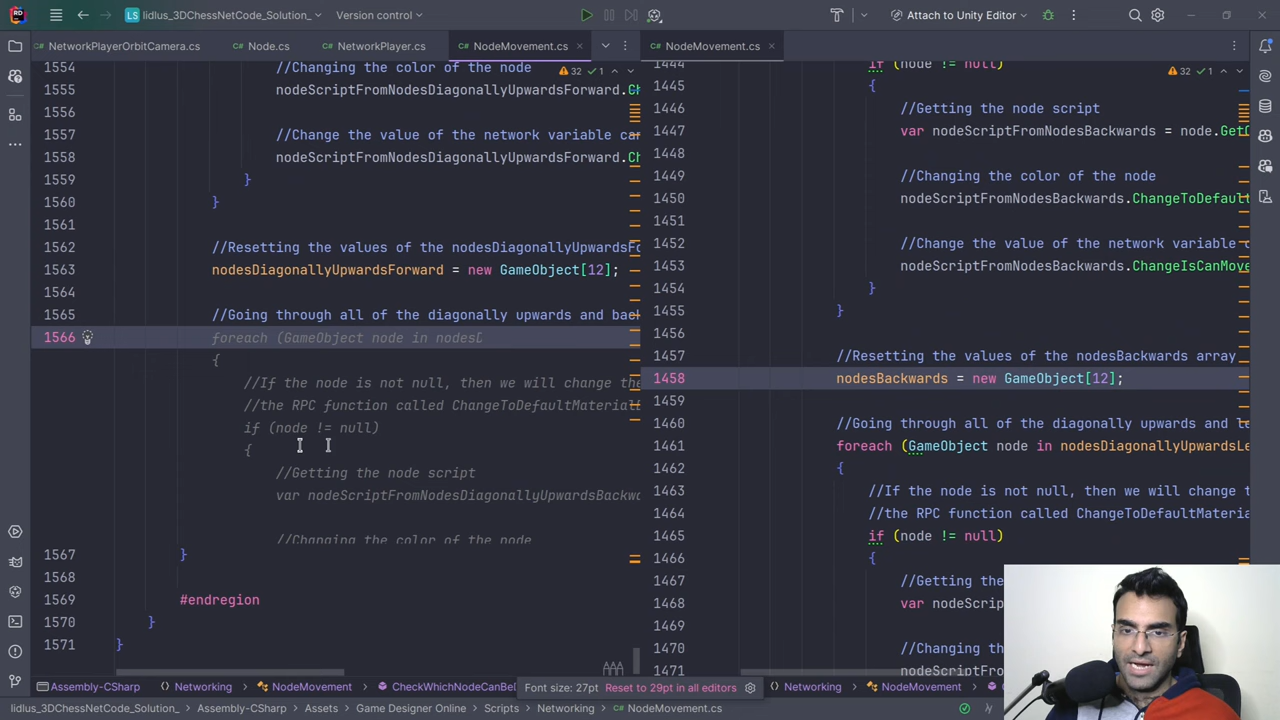 lidlus_3DChessNetCode_Solution_
Version control
Attach to Unity Editor
NetworkPlayerOrbitCamera.cs
Node.cs
NetworkPlayer.cs
NodeMovement.cs
NodeMovement.cs
1554 //Changing the color of the node
1555 nodeScriptFromNodesDiagonallyUpwardsForward.Ch
1556
1557 //Change the value of the network variable ca
1558 nodeScriptFromNodesDiagonallyUpwardsForward.Ch
1559 }
1560 }
1561
1562 //Resetting the values of the nodesDiagonallyUpwardsFo
1563 nodesDiagonallyUpwardsForward = new GameObject[12];
1564
1565 //Going through all of the diagonally upwards and bac
1566 foreach (GameObject node in nodesD
{
//If the node is not null, then we will change the
//the RPC function called ChangeToDefaultMaterial
if (node != null)
{
//Getting the node script
var nodeScriptFromNodesDiagonallyUpwardsBackwa
//Changing the color of the node
1567 }
1568
1569 #endregion
1570 }
1571 }
32 1
1444 if (node != null)
1445 {
1446 //Getting the node script
1447 var nodeScriptFromNodesBackwards = node.GetC
1448
1449 //Changing the color of the node
1450 nodeScriptFromNodesBackwards.ChangeToDefault
1451
1452 //Change the value of the network variable c
1453 nodeScriptFromNodesBackwards.ChangeIsCanMove
1454 }
1455 }
1456
1457 //Resetting the values of the nodesBackwards array
1458 nodesBackwards = new GameObject[12];
1459
1460 //Going through all of the diagonally upwards and le
1461 foreach (GameObject node in nodesDiagonallyUpwardsLe
1462 {
1463 //If the node is not null, then we will change t
1464 //the RPC function called ChangeToDefaultMateria
1465 if (node != null)
1466 {
1467 //Getting the
1468 var nodeScrip
1469
1470 //Changing the
1471
32 1
Assembly-CSharp
Networking
NodeMovement
CheckWhichNodeCanBeL
Font size: 27pt Reset to 29pt in all editors
Networking
NodeMovement
lidlus_3DChessNetCode_Solution_
Assembly-CSharp
Assets
Game Designer Online
Scripts
Networking
NodeMovement.cs